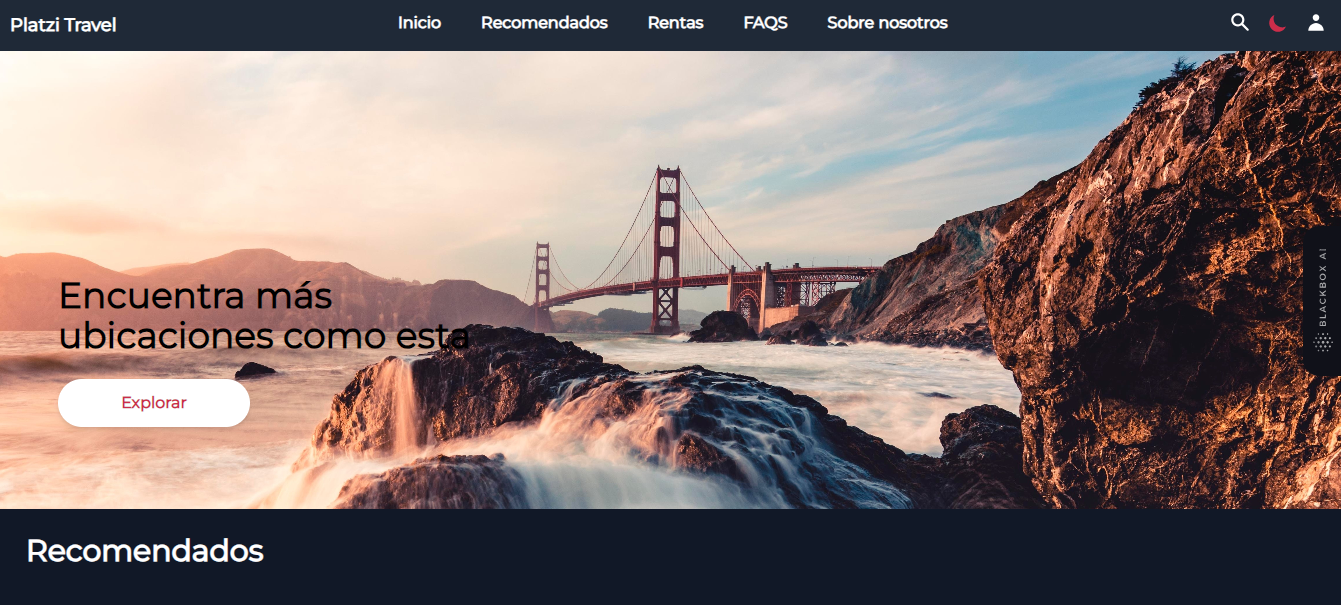 Platzi Travel
Inicio Recomendados Rentas FAQS Sobre nosotros
Encuentra más
ubicaciones como esta
Explorar
BLACKBOX AI
Recomendados